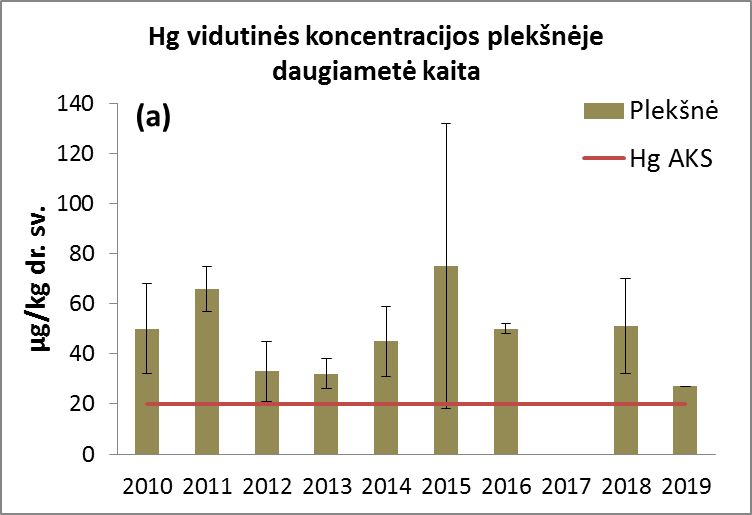 Hg vidutinės koncentracijos plekšnėje
daugiametė kaita
(a)
Plekšnė
Hg AKS
µg/kg dr. sv.
140
120
100
80
60
40
20
0
2010 2011 2012 2013 2014 2015 2016 2017 2018 2019